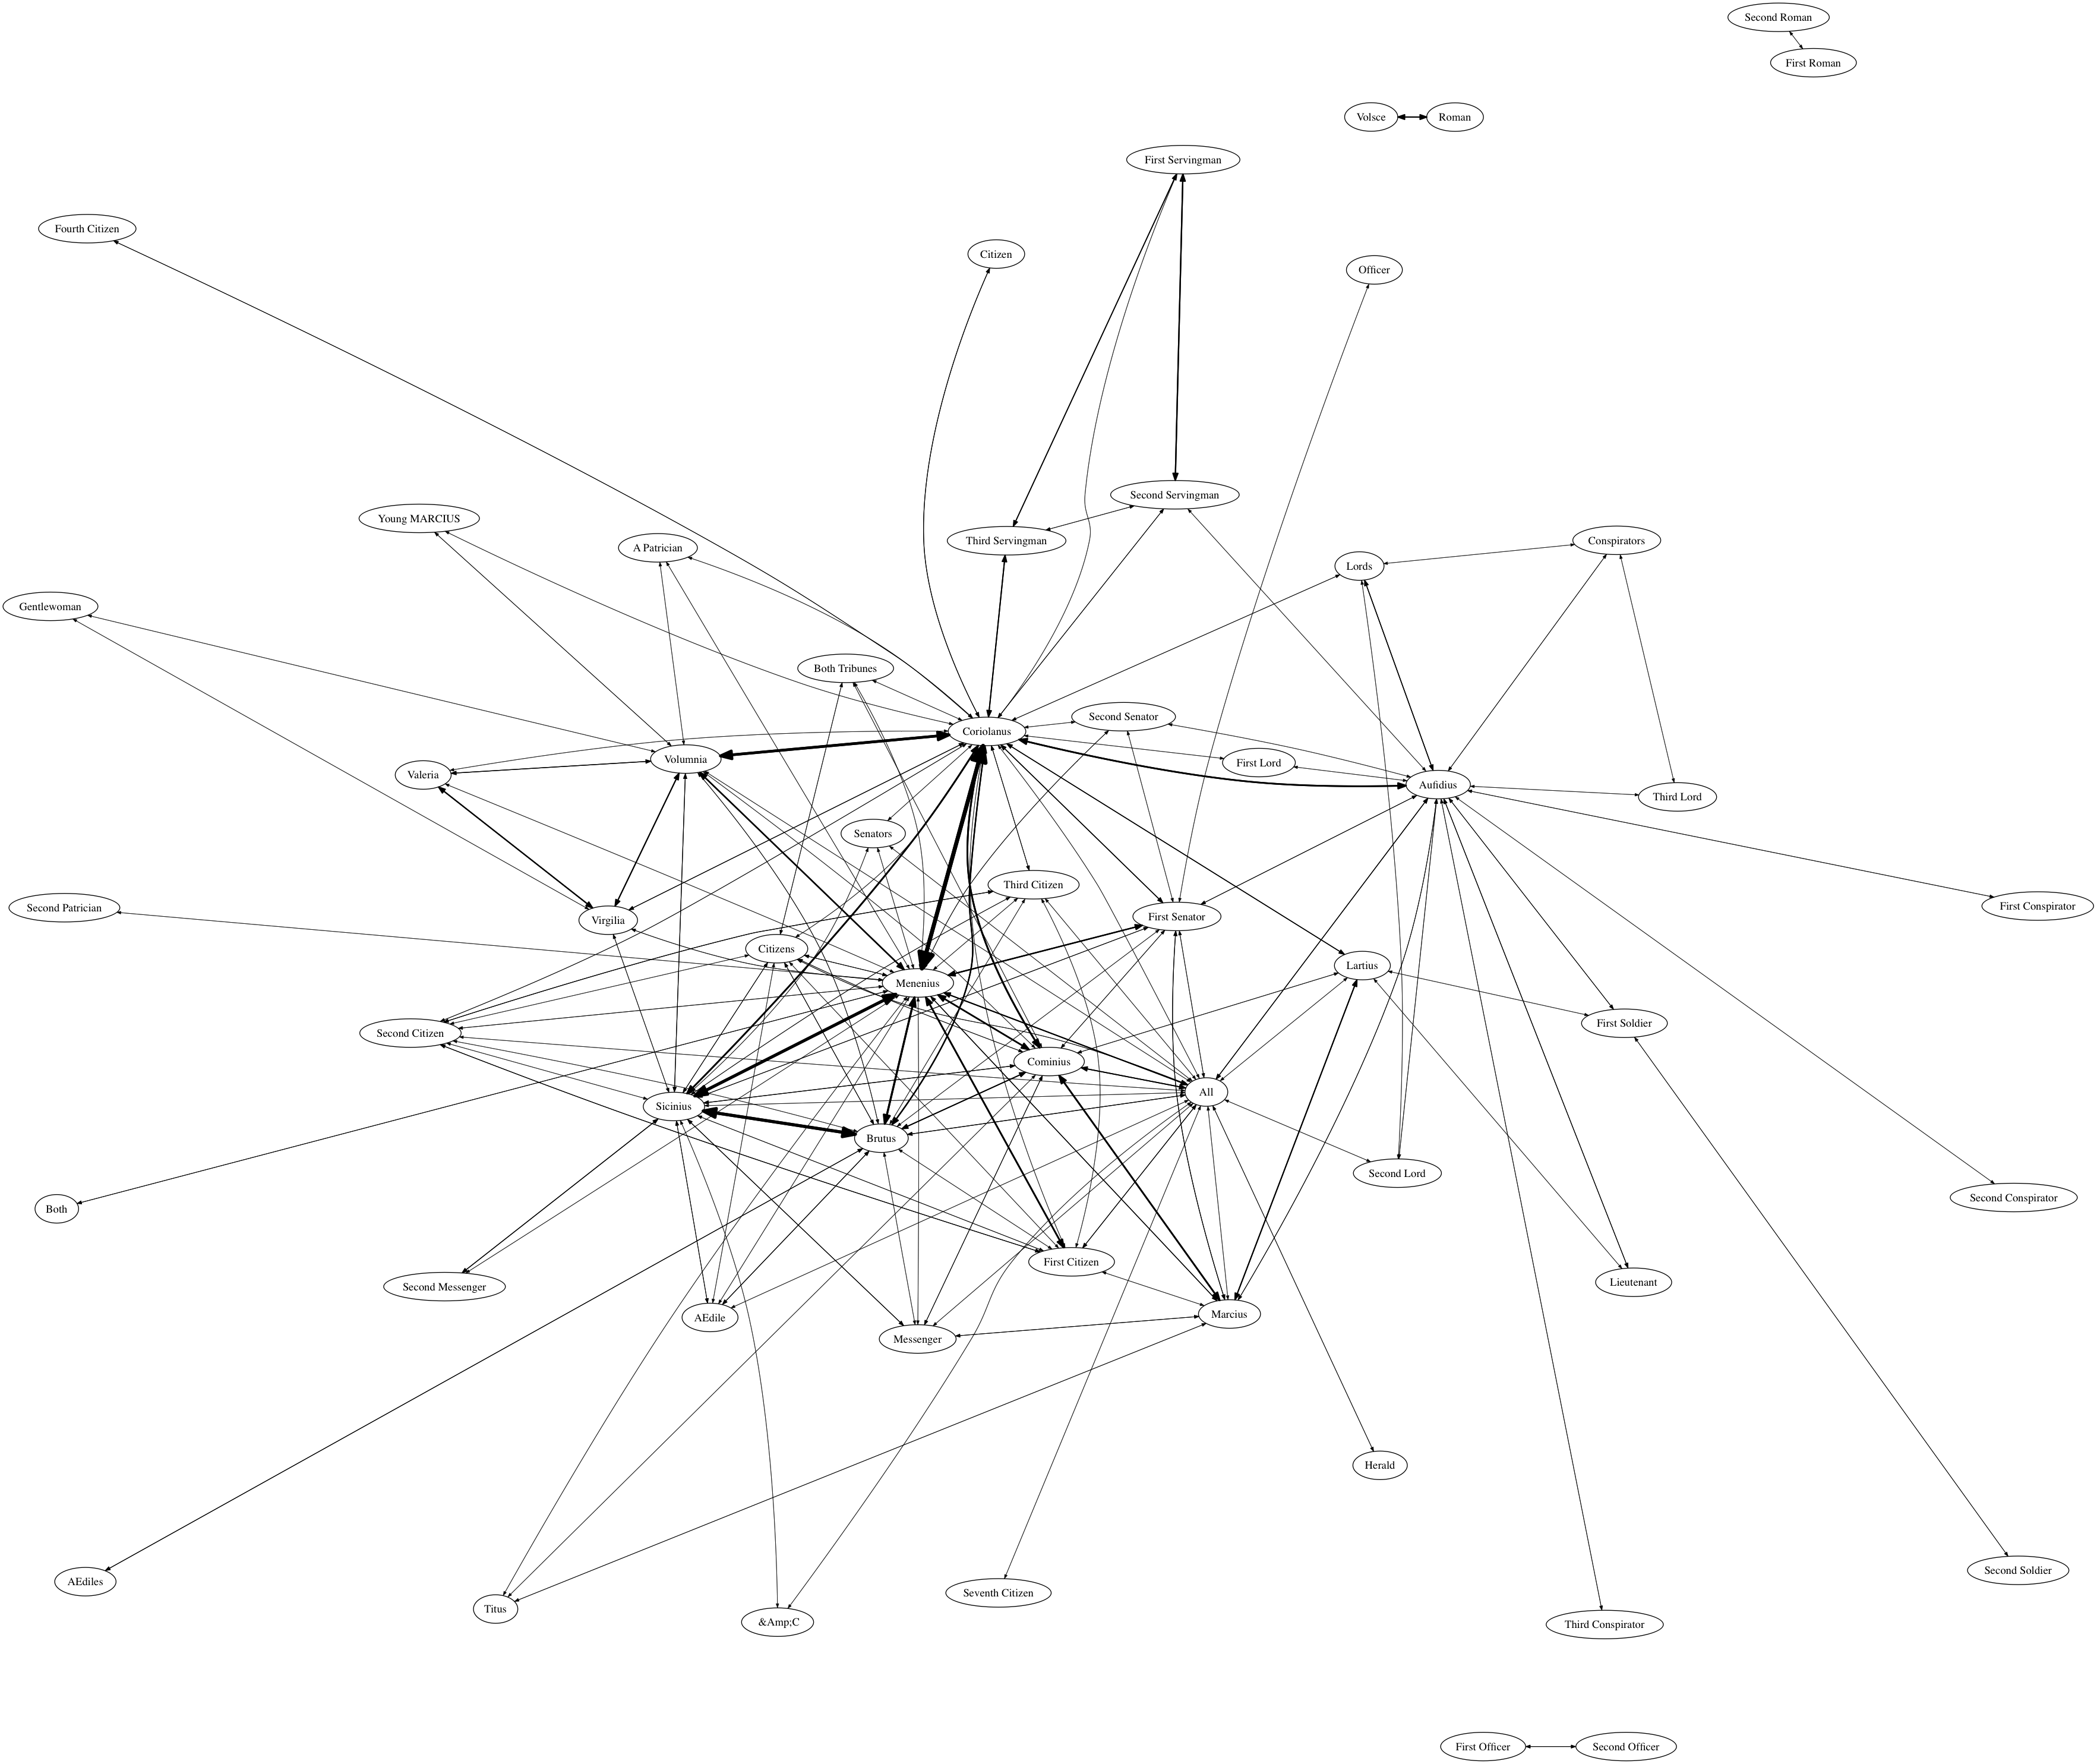 Second Roman
First Roman
Volsce
Roman
First Servingman
Fourth Citizen
Citizen
Officer
Second Servingman
Young MARCIUS
Third Servingman
Conspirators
A Patrician
Lords
Gentlewoman
Both Tribunes
Second Senator
Coriolanus
Volumnia
First Lord
Valeria
Aufidius
Third Lord
Senators
Third Citizen
Second Patrician
First Conspirator
First Senator
Virgilia
Citizens
Lartius
Menenius
First Soldier
Second Citizen
Cominius
All
Sicinius
Brutus
Second Lord
Second Conspirator
Both
First Citizen
Lieutenant
Second Messenger
Marcius
AEdile
Messenger
Herald
Second Soldier
AEdiles
Seventh Citizen
Titus
&Amp;C
Third Conspirator
First Officer
Second Officer